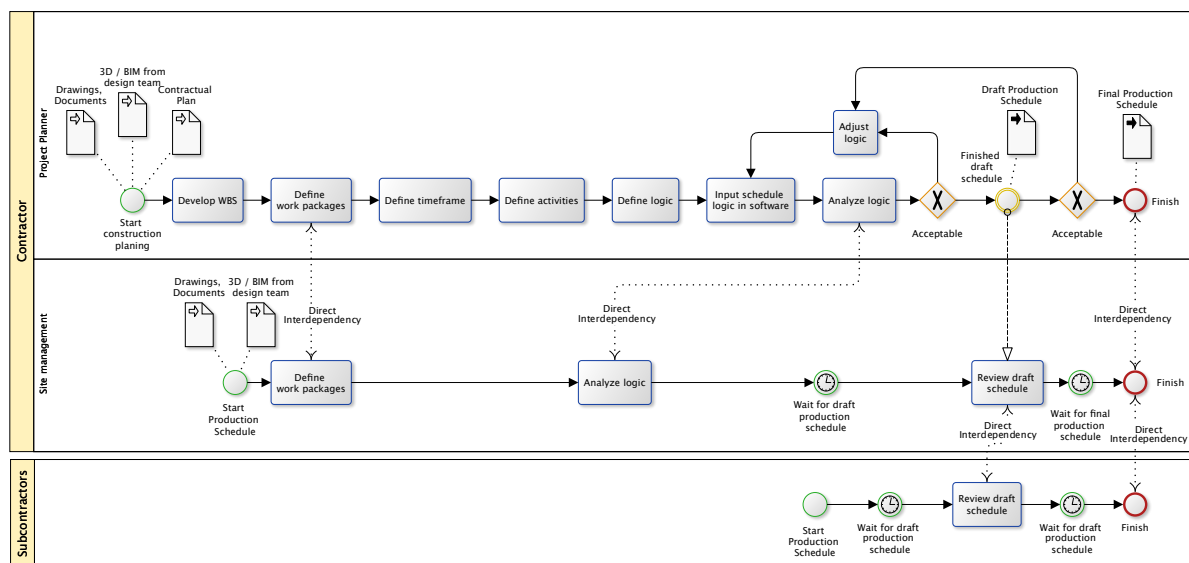 Contractor
Project Planner
Drawings,
Documents
3D / BIM from
design team
Contractual
Plan
Start
construction
planing
Develop WBS
Define
work packages
Define timeframe
Define activities
Define logic
Input schedule
logic in software
Analyze logic
Adjust
logic
Acceptable
Finished
draft
schedule
Draft Production
Schedule
Acceptable
Final Production
Schedule
Finish
Site management
Drawings,
Documents
3D / BIM from
design team
Start
Production
Schedule
Direct
Interdependency
Define
work packages
Direct
Interdependency
Analyze logic
Wait for draft
production
schedule
Review draft
schedule
Direct
Interdependency
Wait for final
production
schedule
Direct
Interdependency
Finish
Direct
Interdependency
Subcontractors
Start
Production
Schedule
Wait for draft
production
schedule
Review draft
schedule
Wait for draft
production
schedule
Finish